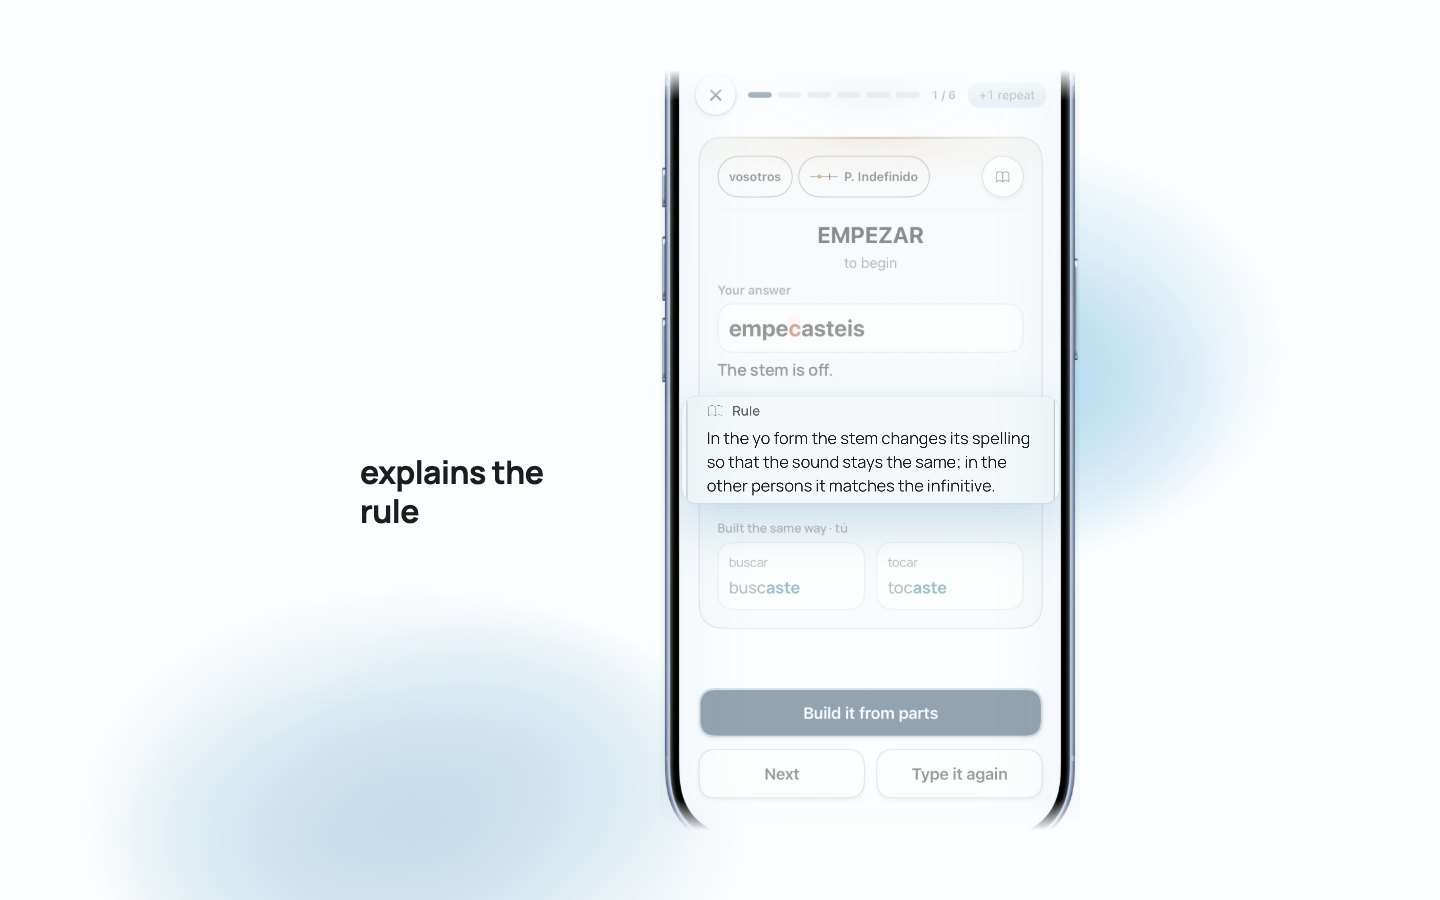 1 / 6
+1 repeat
vosotros
P. Indefinido
EMPEZAR
to begin
Your answer
empecasteis
The stem is off.
Rule
In the yo form the stem changes its spelling
so that the sound stays the same; in the
other persons it matches the infinitive.
explains the
rule
Built the same way · tú
buscar
buscaste
tocar
tocaste
Build it from parts
Next
Type it again